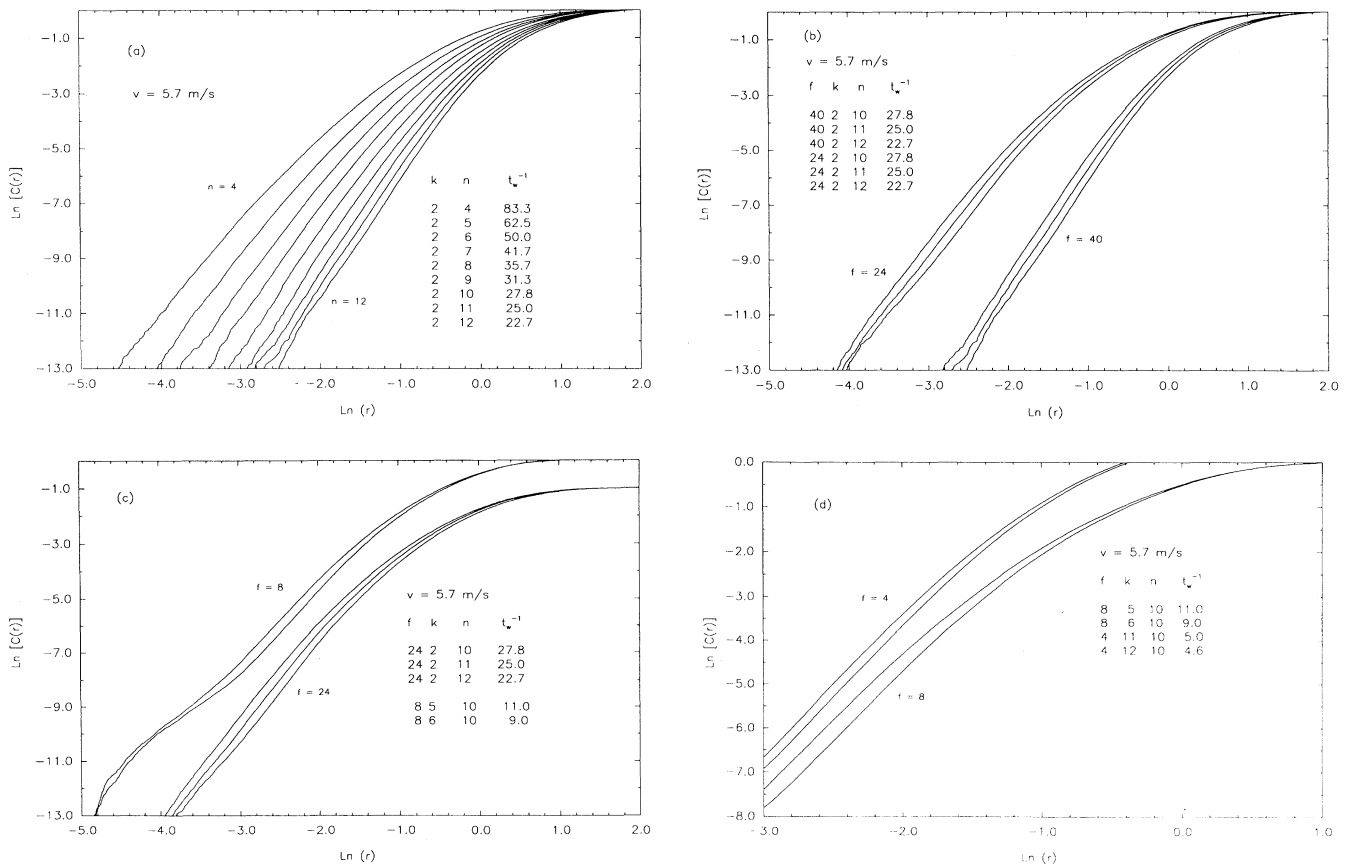 (a)
v = 5.7 m/s
n = 4
n = 12
k n t_w^-1
2 4 83.3
2 5 62.5
2 6 50.0
2 7 41.7
2 8 35.7
2 9 31.3
2 10 27.8
2 11 25.0
2 12 22.7
Ln [C(r)]
-1.0
-3.0
-5.0
-7.0
-9.0
-11.0
-13.0
-5.0 -4.0 -3.0 -2.0 -1.0 0.0 1.0 2.0
Ln (r)
(b)
v = 5.7 m/s
f k n t_w^-1
40 2 10 27.8
40 2 11 25.0
40 2 12 22.7
24 2 10 27.8
24 2 11 25.0
24 2 12 22.7
f = 24
f = 40
Ln [C(r)]
-1.0
-3.0
-5.0
-7.0
-9.0
-11.0
-13.0
-5.0 -4.0 -3.0 -2.0 -1.0 0.0 1.0 2.0
Ln (r)
(c)
f = 8
f = 24
v = 5.7 m/s
f k n t_w^-1
24 2 10 27.8
24 2 11 25.0
24 2 12 22.7
8 5 10 11.0
8 6 10 9.0
Ln [C(r)]
-1.0
-3.0
-5.0
-7.0
-9.0
-11.0
-13.0
-5.0 -4.0 -3.0 -2.0 -1.0 0.0 1.0 2.0
Ln (r)
(d)
f = 4
f = 8
v = 5.7 m/s
f k n t_w^-1
8 5 10 11.0
8 6 10 9.0
4 11 10 5.0
4 12 10 4.6
Ln [C(r)]
0.0
-1.0
-2.0
-3.0
-4.0
-5.0
-6.0
-7.0
-8.0
-3.0 -2.0 -1.0 0.0 1.0
Ln (r)